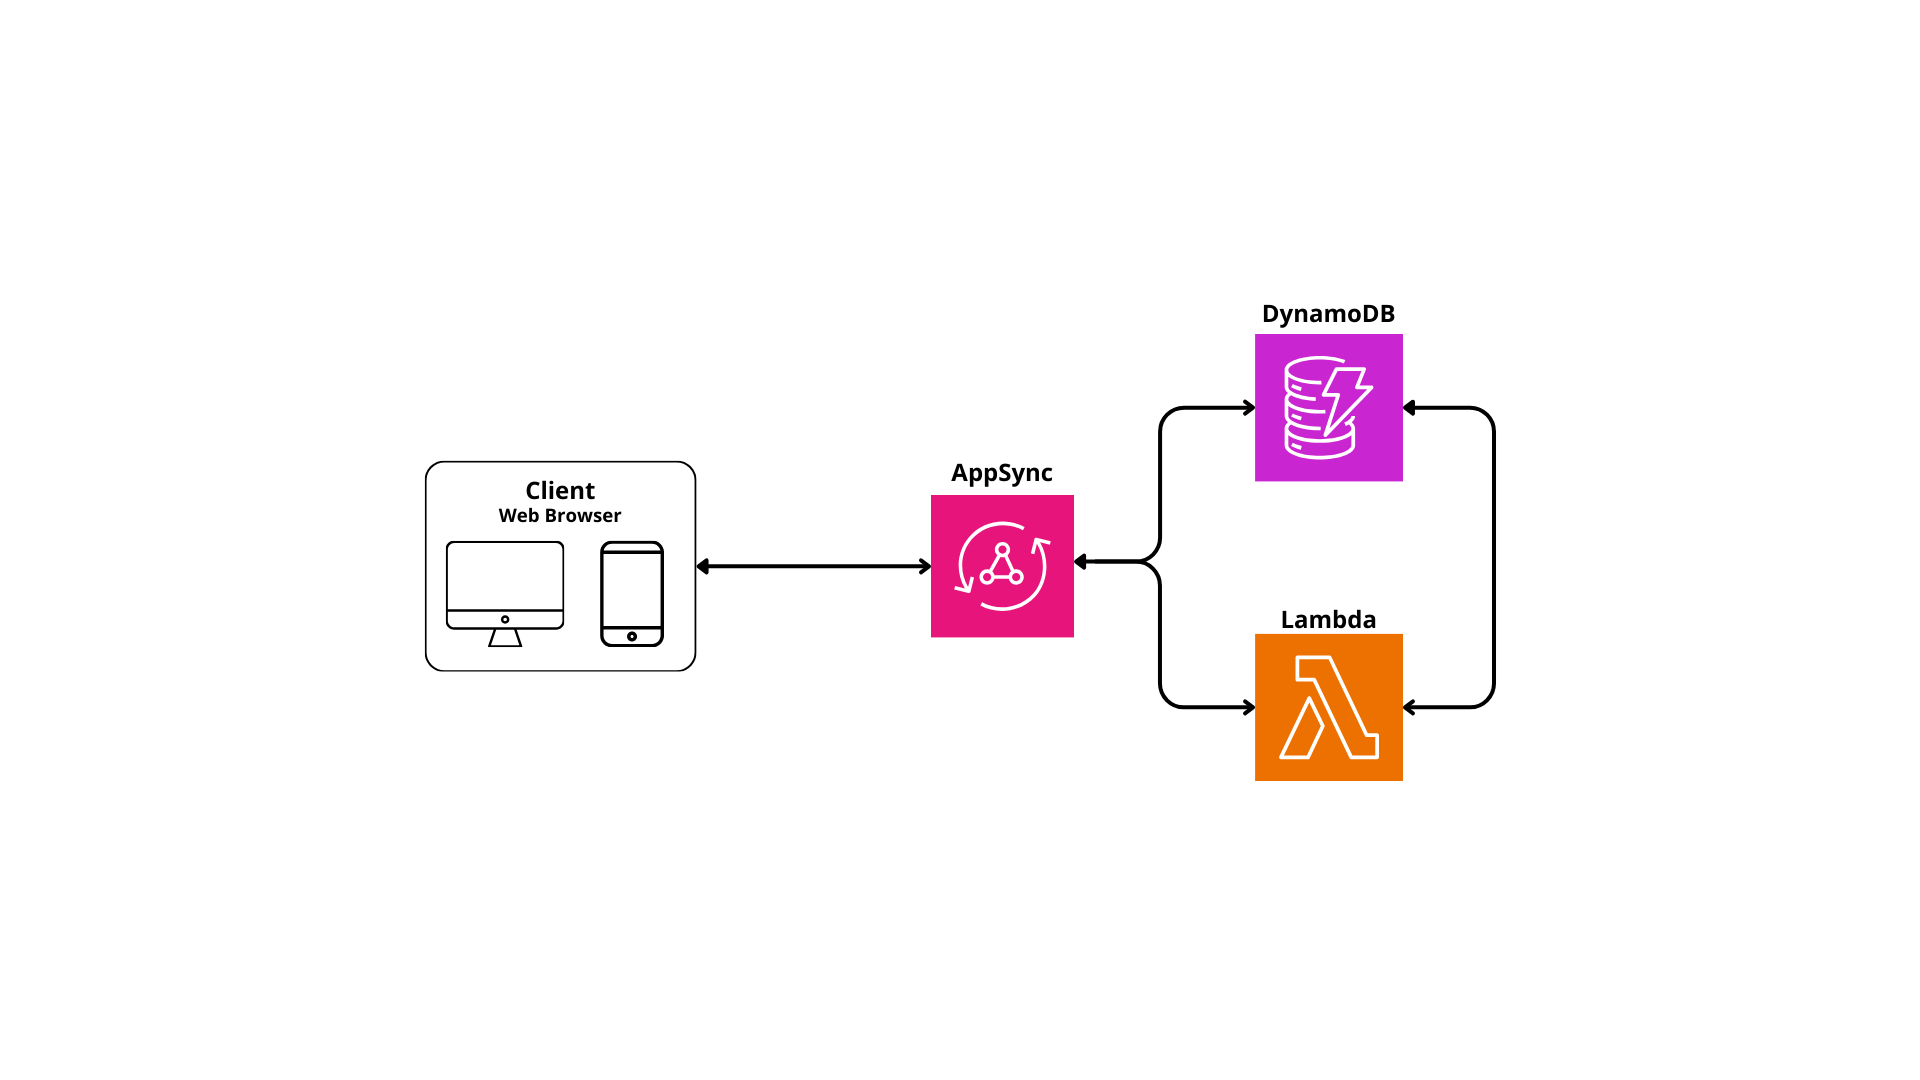 Client
Web Browser
AppSync
DynamoDB
Lambda